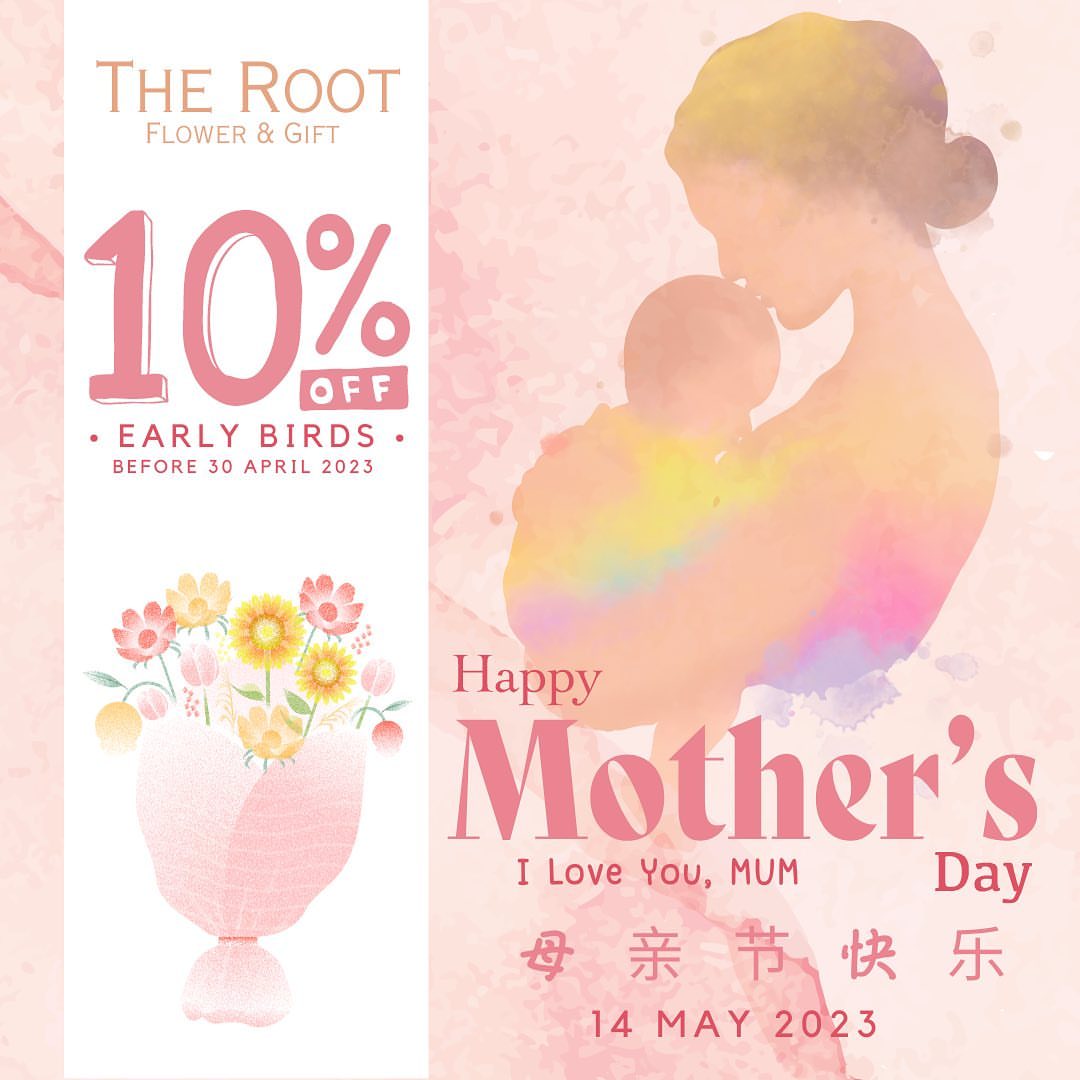 THE ROOT
FLOWER & GIFT
10%
OFF
• EARLY BIRDS •
BEFORE 30 APRIL 2023
Happy
Mother's
I Love You, MUM
Day
母亲节快乐
14 MAY 2023